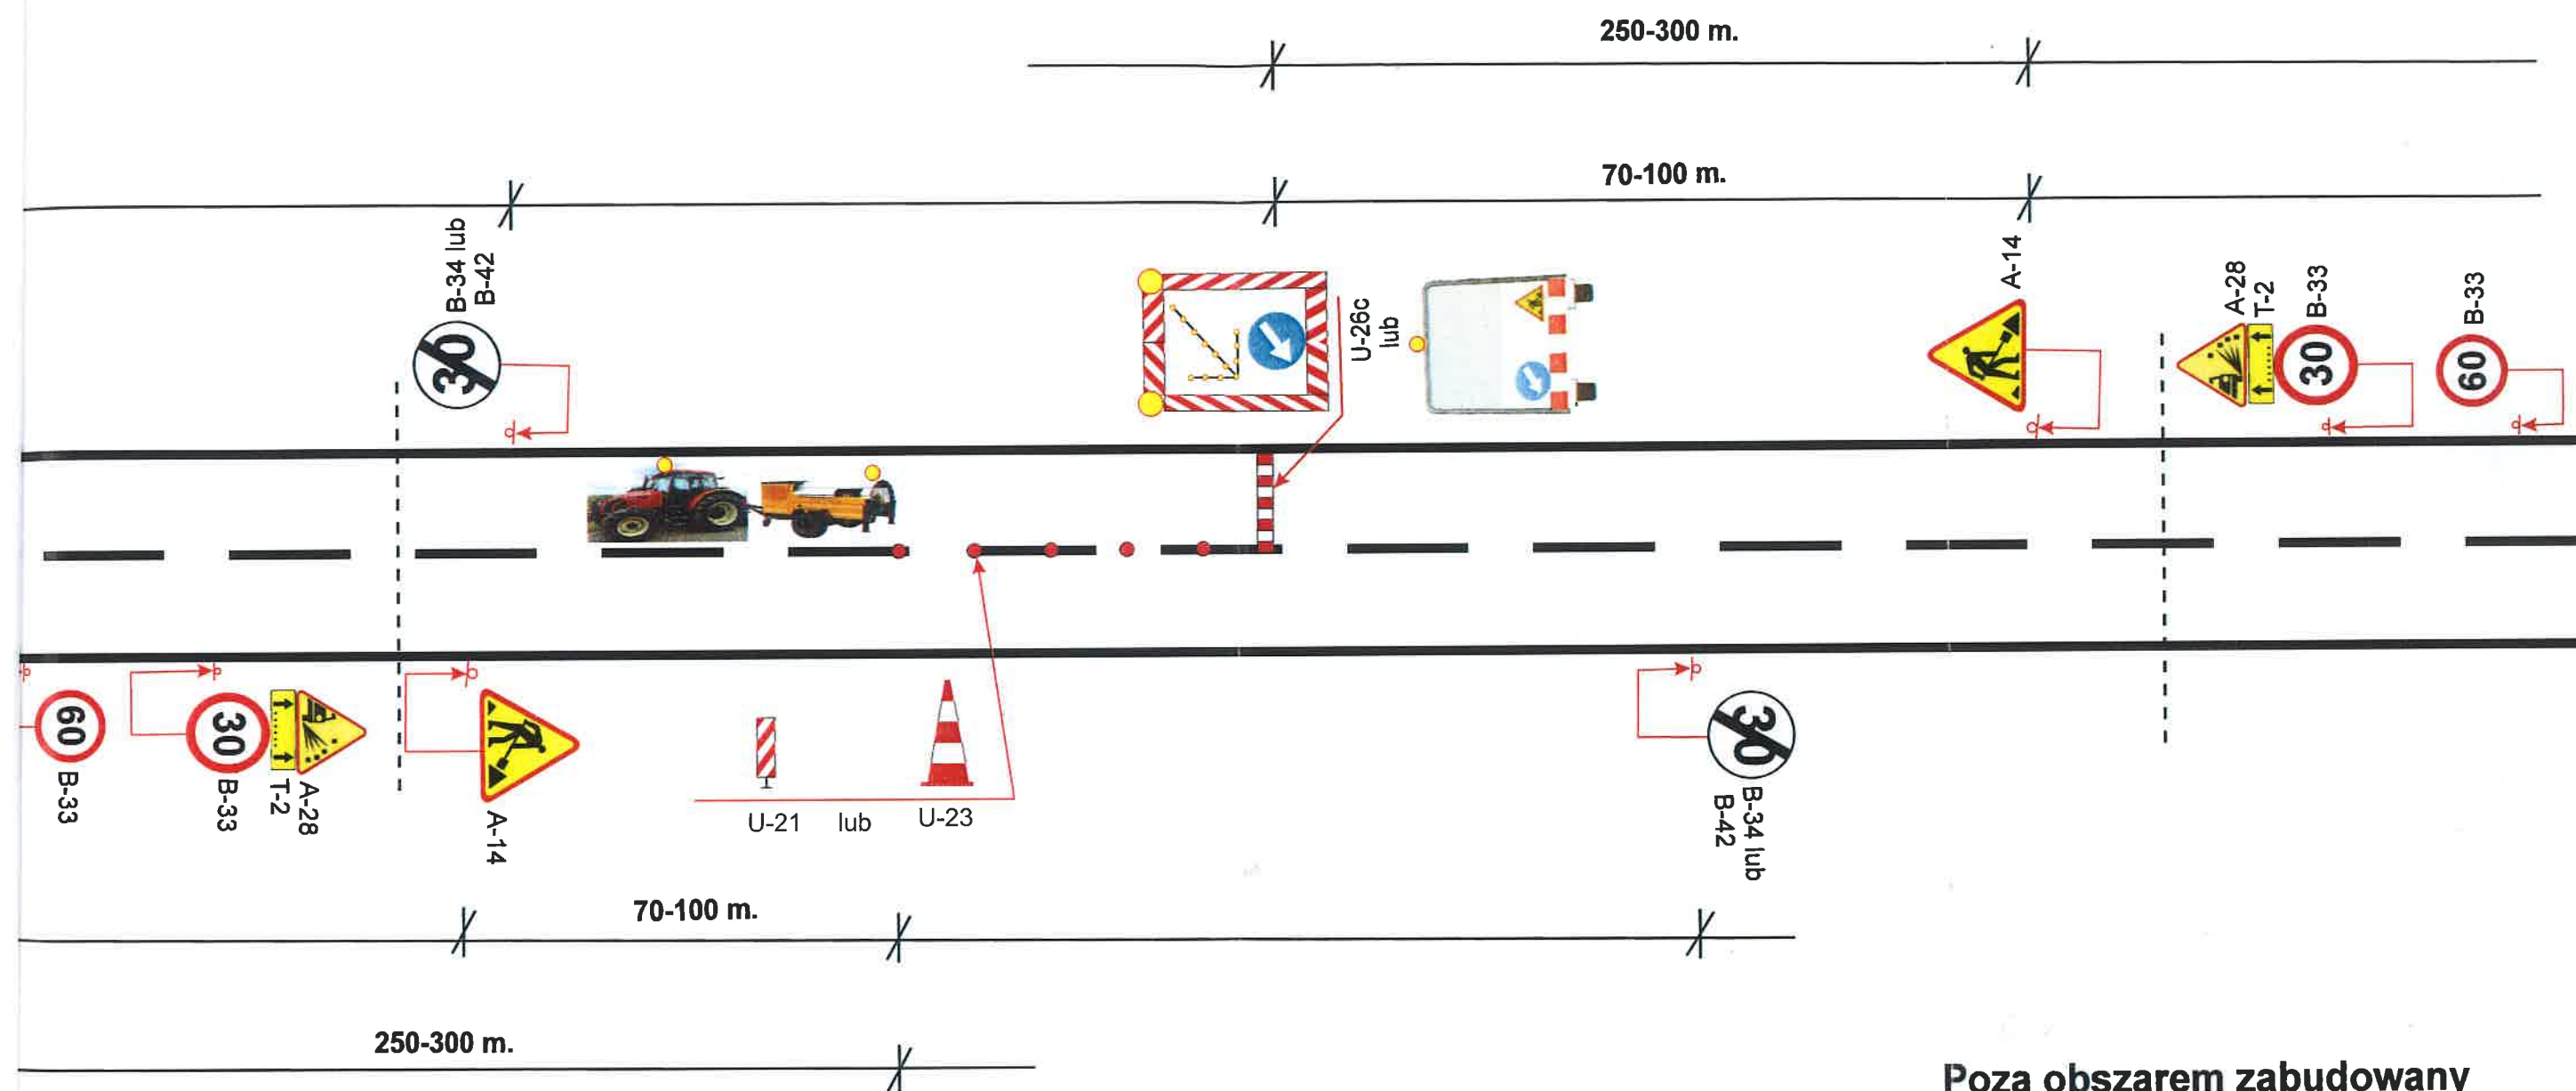 250-300 m.
70-100 m.
B-34 lub
B-42
30
U-26c
lub
A-14
A-28
T-2
B-33
30
B-33
60
60
B-33
30
B-33
T-2
A-28
A-14
U-21 lub U-23
30
B-34 lub
B-42
70-100 m.
250-300 m.
Poza obszarem zabudowany